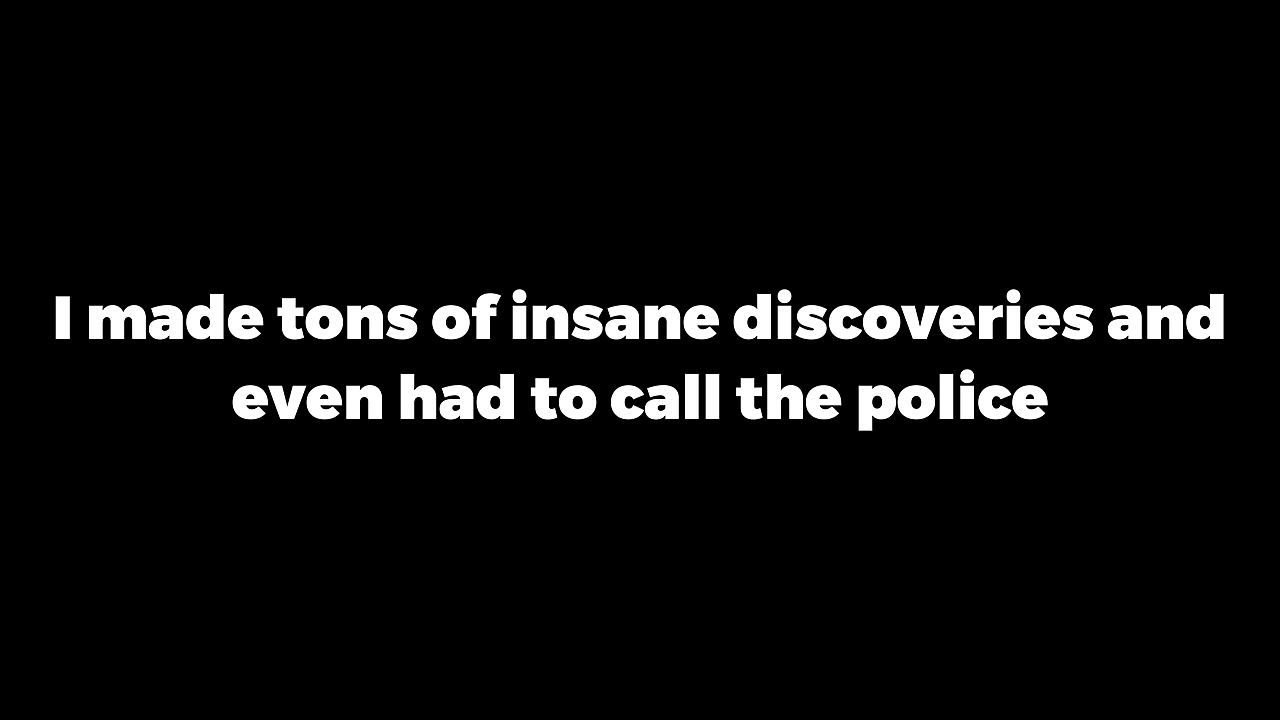 I made tons of insane discoveries and
even had to call the police